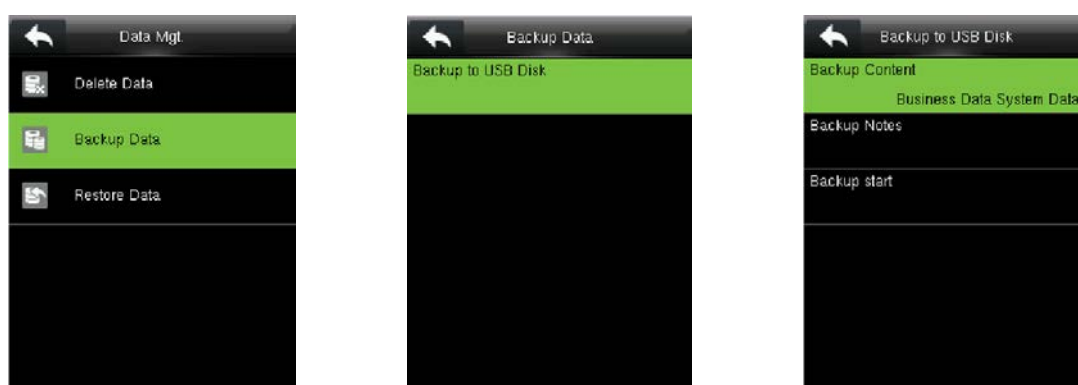 Data Mgt.
Delete Data
Backup Data
Restore Data
Backup Data
Backup to USB Disk
Backup to USB Disk
Backup Content
Business Data System Data
Backup Notes
Backup start